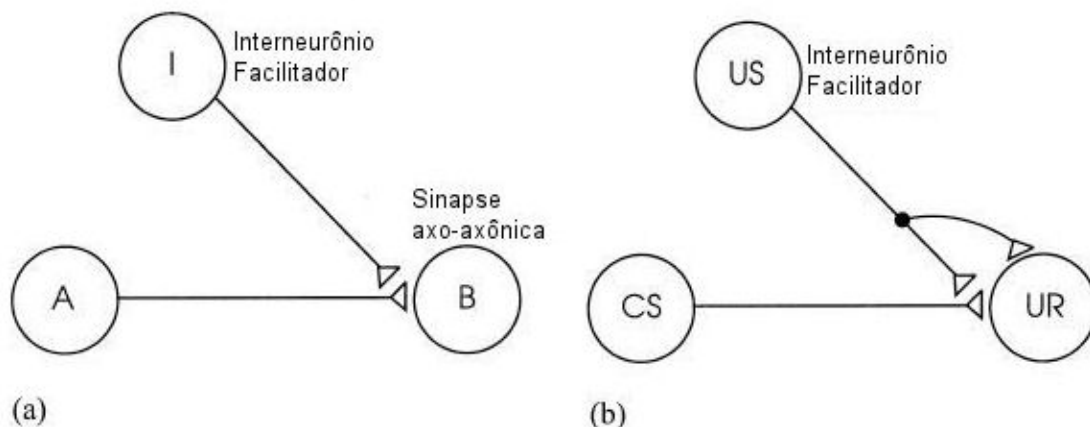 I
Interneurônio
Facilitador
Sinapse
axo-axônica
A
B
(a)
US
Interneurônio
Facilitador
CS
UR
(b)